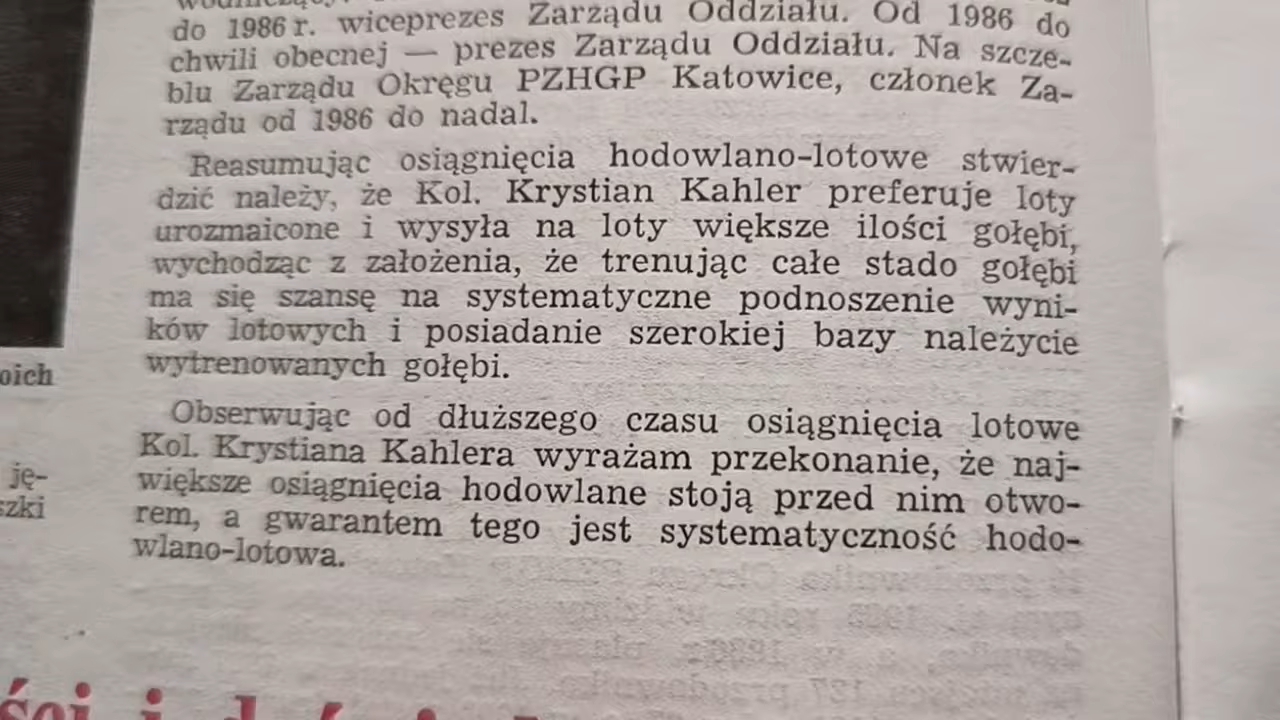 do 1986 r. wiceprezes Zarządu Oddziału. Od 1986 do
chwili obecnej — prezes Zarządu Oddziału. Na szcze-
blu Zarządu Okręgu PZHGP Katowice, członek Za-
rządu od 1986 do nadal.
Reasumując osiągnięcia hodowlano-lotowe stwier-
dzić należy, że Kol. Krystian Kahler preferuje loty
urozmaicone i wysyła na loty większe ilości gołębi,
wychodząc z założenia, że trenując całe stado gołębi
ma się szansę na systematyczne podnoszenie wyni-
ków lotowych i posiadanie szerokiej bazy należycie
wytrenowanych gołębi.
Obserwując od dłuższego czasu osiągnięcia lotowe
Kol. Krystiana Kahlera wyrażam przekonanie, że naj-
większe osiągnięcia hodowlane stoją przed nim otwo-
rem, a gwarantem tego jest systematyczność hodo-
wlano-lotowa.
oich
ję-
szki